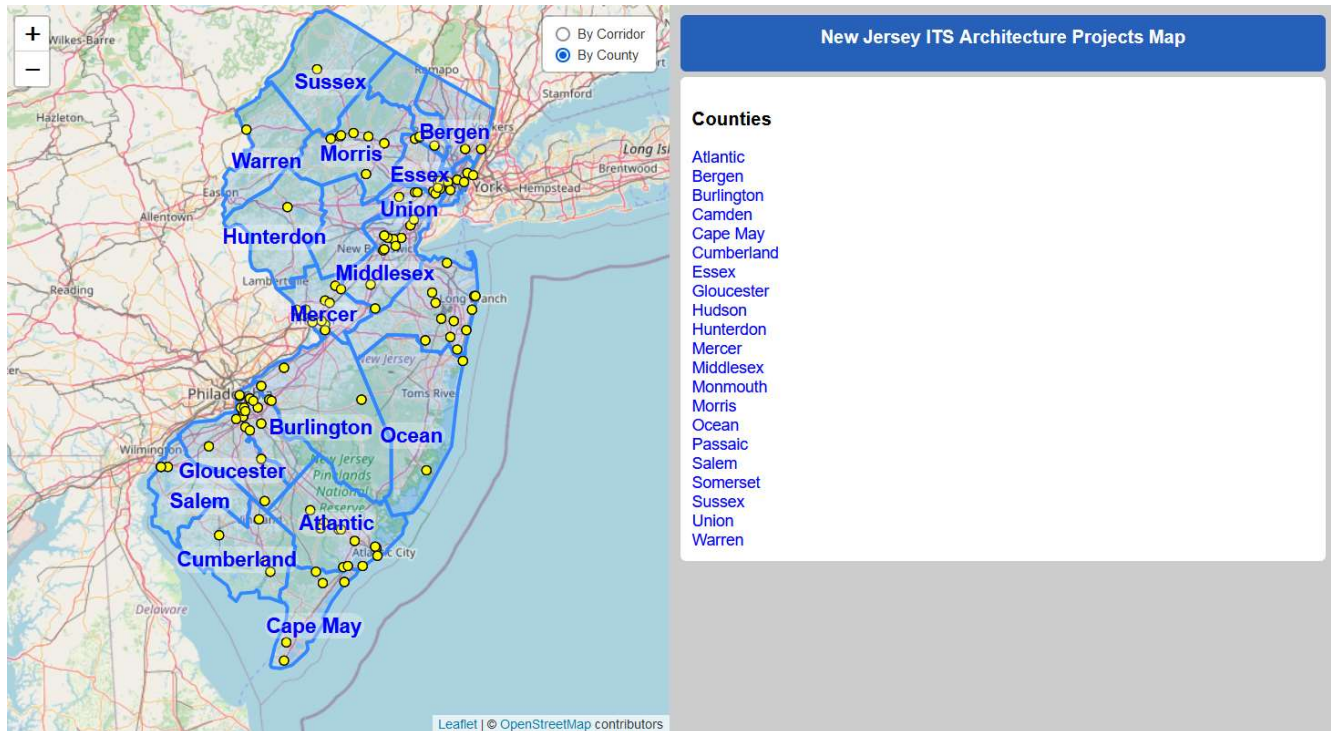 +
−
By Corridor
By County
Wilkes-Barre
Hazleton
Stamford
Sussex
Bergen
Warren
Morris
Essex
York
Hempstead
Brentwood
Easton
Allentown
Union
Hunterdon
Middlesex
Reading
Mercer
New Jersey
Toms River
Burlington
Ocean
Wilmington
Gloucester
New Jersey
Pinelands
National
Reserve
Salem
Atlantic
Atlantic City
Cumberland
Delaware
Cape May
Leaflet | © OpenStreetMap contributors
New Jersey ITS Architecture Projects Map
Counties
Atlantic
Bergen
Burlington
Camden
Cape May
Cumberland
Essex
Gloucester
Hudson
Hunterdon
Mercer
Middlesex
Monmouth
Morris
Ocean
Passaic
Salem
Somerset
Sussex
Union
Warren